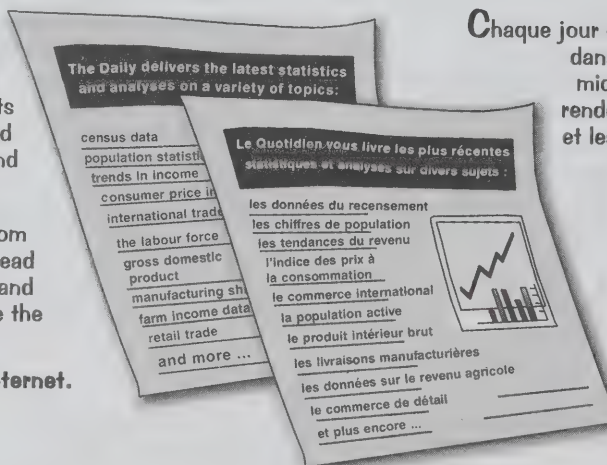 ts
d
nd
om
ead
and
e the
ternet.
The Daily delivers the latest statistics
and analyses on a variety of topics:
census data
population statistic
trends in income
consumer price in
international trade
the labour force
gross domestic
product
manufacturing sh
farm income data
retail trade
and more ...
Le Quotidien vous livre les plus récentes
statistiques et analyses sur divers sujets :
les données du recensement
les chiffres de population
les tendances du revenu
l'indice des prix à
la consommation
le commerce international
la population active
le produit intérieur brut
les livraisons manufacturières
les données sur le revenu agricole
le commerce de détail
et plus encore ...
Chaque jour
dan
mid
rende
et les